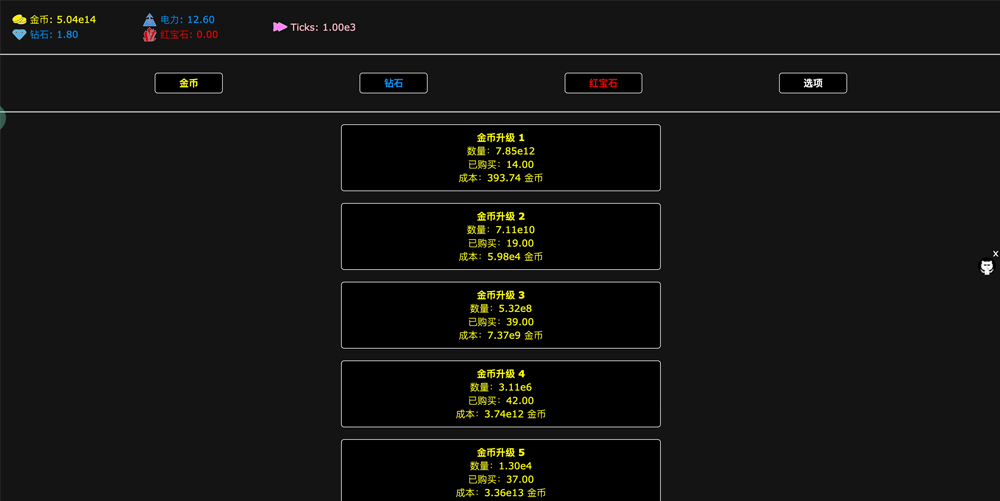 金币: 5.04e14
电力: 12.60
钻石: 1.80
红宝石: 0.00
Ticks: 1.00e3
金币
钻石
红宝石
选项
x
金币升级 1
数量: 7.85e12
已购买: 14.00
成本: 393.74 金币
金币升级 2
数量: 7.11e10
已购买: 19.00
成本: 5.98e4 金币
金币升级 3
数量: 5.32e8
已购买: 39.00
成本: 7.37e9 金币
金币升级 4
数量: 3.11e6
已购买: 42.00
成本: 3.74e12 金币
金币升级 5
数量: 1.30e4
已购买: 37.00
成本: 3.36e13 金币